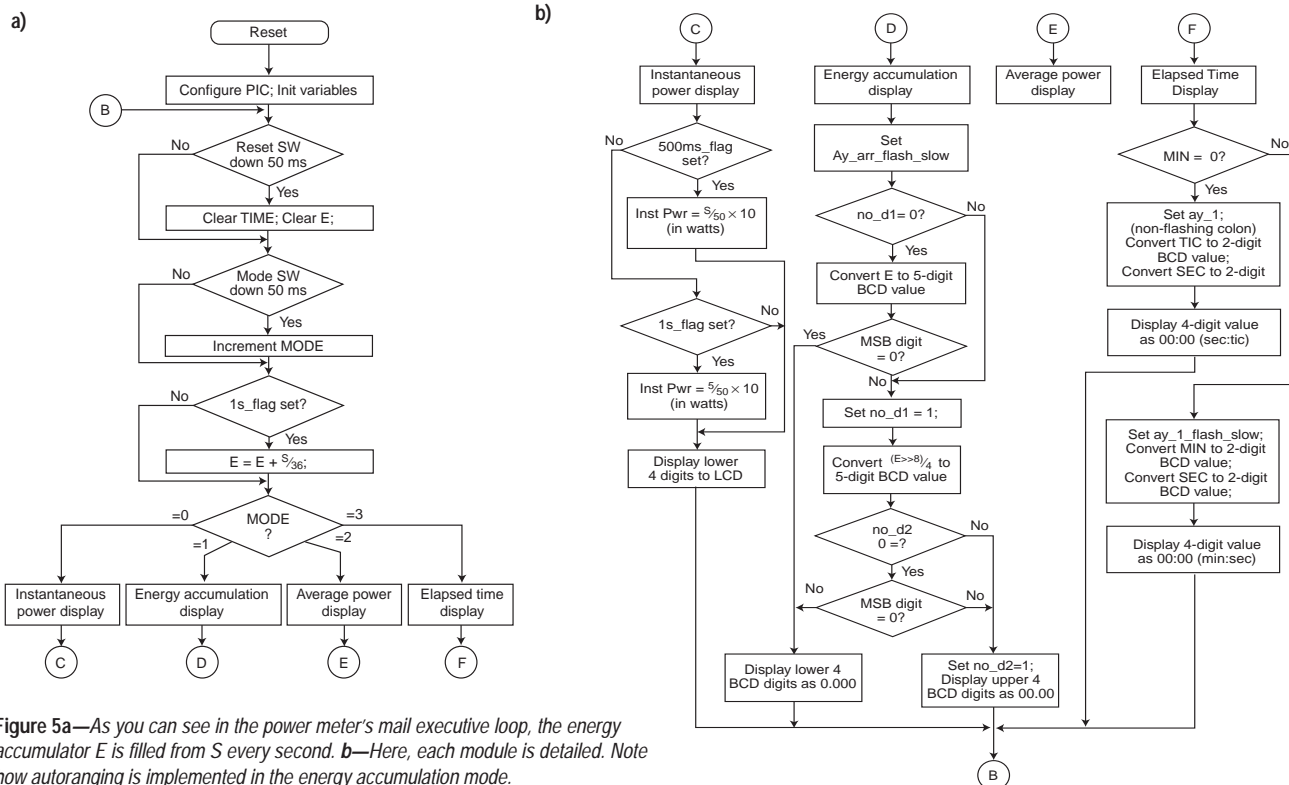 a)
Reset
Configure PIC; Init variables
B
Reset SW
down 50 ms
No
Yes
Clear TIME; Clear E;
Mode SW
down 50 ms
No
Yes
Increment MODE
1s_flag set?
No
Yes
E = E + S⁄36;
MODE
?
=0
=1
=2
=3
Instantaneous
power display
Energy accumulation
display
Average power
display
Elapsed time
display
C
D
E
F
b)
C
Instantaneous
power display
500ms_flag
set?
No
Yes
Inst Pwr = S⁄50 × 10
(in watts)
1s_flag set?
No
Yes
Inst Pwr = S⁄50 × 10
(in watts)
Display lower
4 digits to LCD
D
Energy accumulation
display
Set
Ay_arr_flash_slow
no_d1= 0?
No
Yes
Convert E to 5-digit
BCD value
MSB digit
= 0?
Yes
No
Set no_d1 = 1;
Convert (E>>8)⁄4 to
5-digit BCD value
no_d2
0 =?
No
Yes
MSB digit
= 0?
No
No
Display lower 4
BCD digits as 0.000
Set no_d2=1;
Display upper 4
BCD digits as 00.00
E
Average power
display
F
Elapsed Time
Display
MIN = 0?
No
Yes
Set ay_1;
(non-flashing colon)
Convert TIC to 2-digit
BCD value;
Convert SEC to 2-digit
Display 4-digit value
as 00:00 (sec:tic)
Set ay_1_flash_slow;
Convert MIN to 2-digit
BCD value;
Convert SEC to 2-digit
BCD value;
Display 4-digit value
as 00:00 (min:sec)
B
Figure 5a—As you can see in the power meter's mail executive loop, the energy
accumulator E is filled from S every second. b—Here, each module is detailed. Note
how autoranging is implemented in the energy accumulation mode.